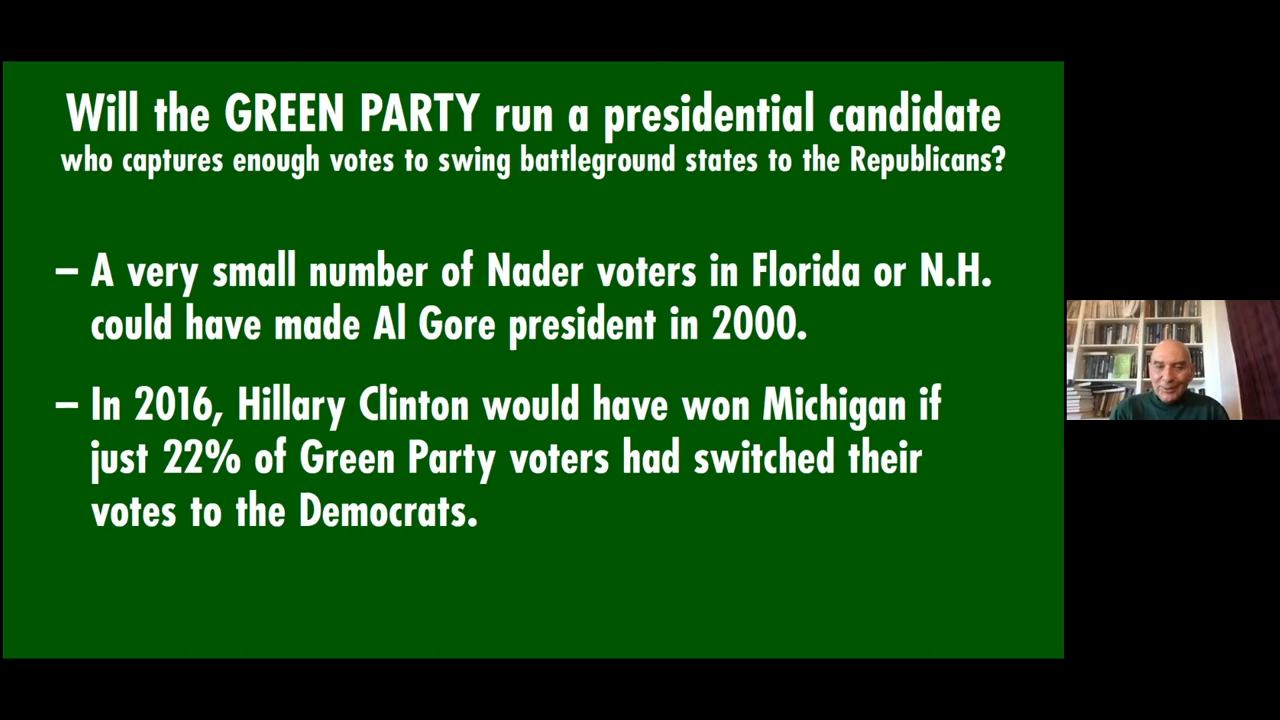 Will the GREEN PARTY run a presidential candidate
who captures enough votes to swing battleground states to the Republicans?
– A very small number of Nader voters in Florida or N.H.
could have made Al Gore president in 2000.
– In 2016, Hillary Clinton would have won Michigan if
just 22% of Green Party voters had switched their
votes to the Democrats.